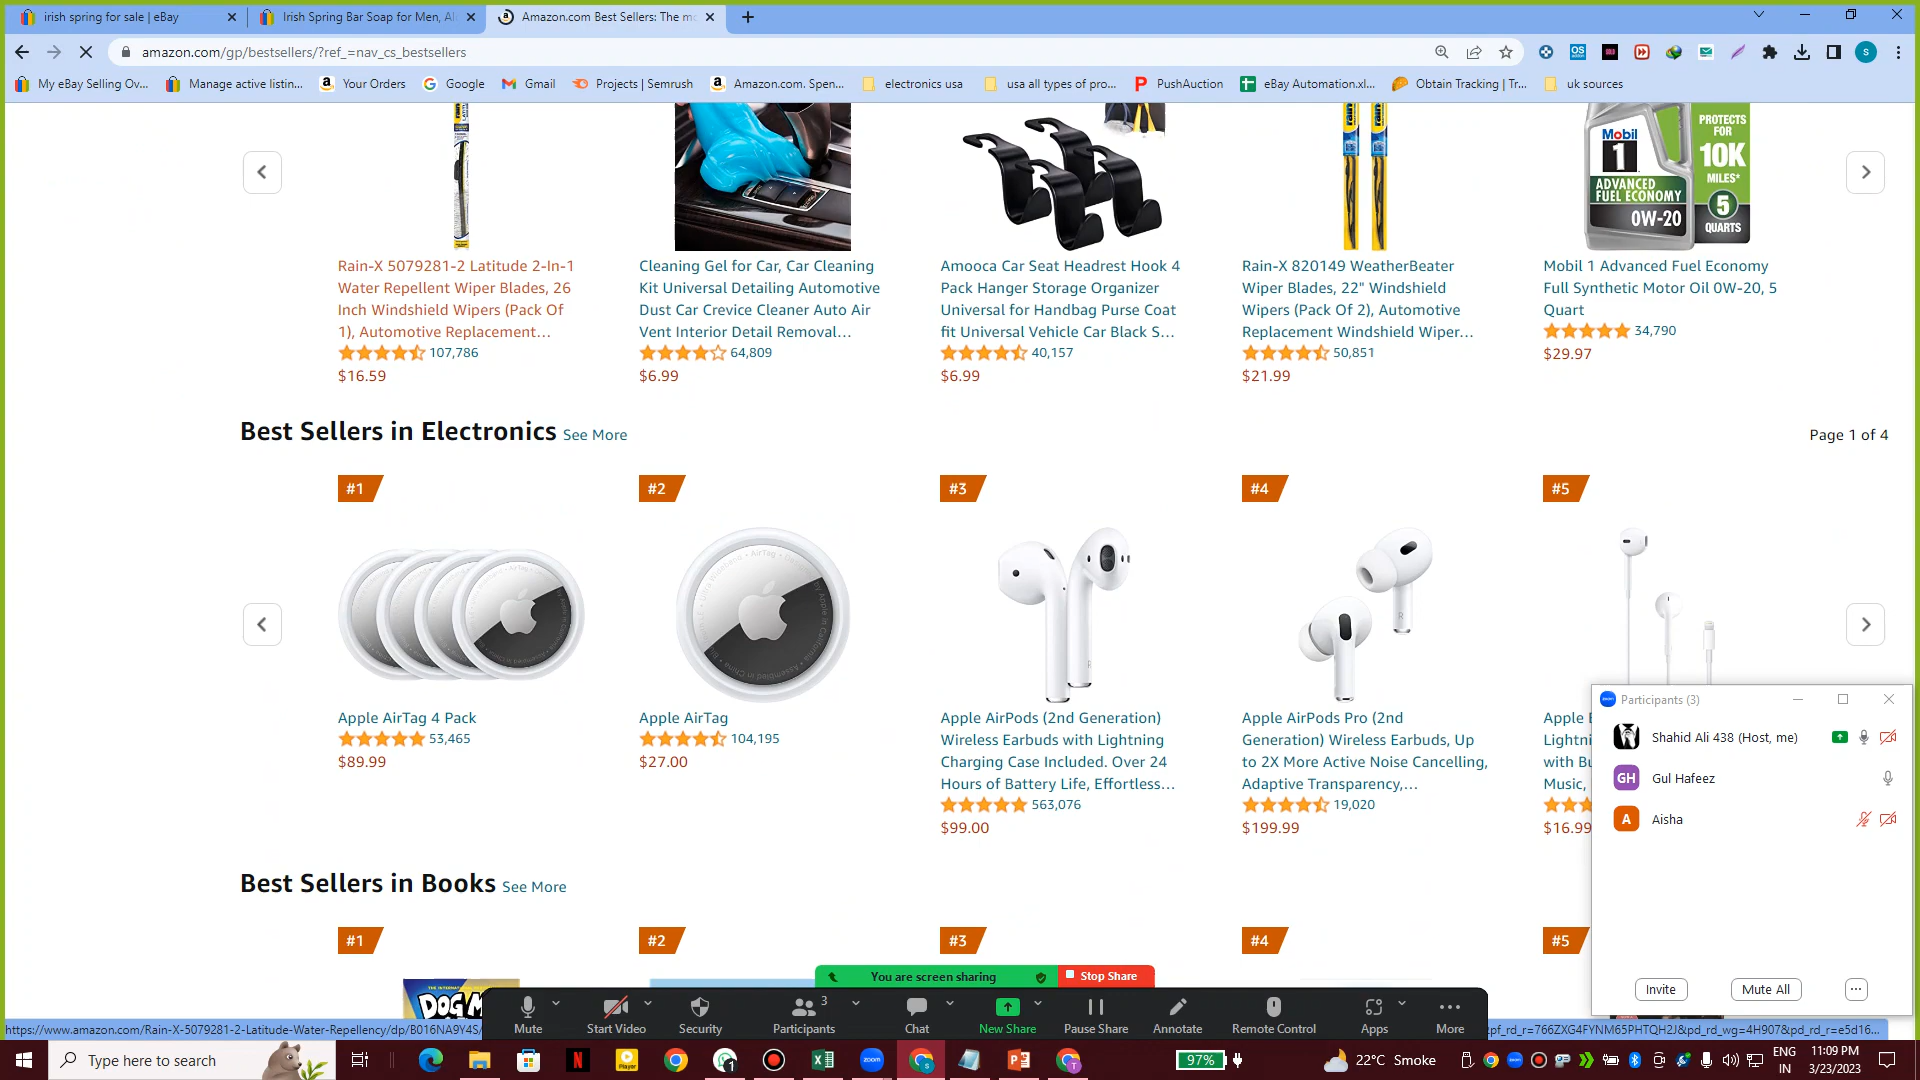 irish spring for sale | eBay
Irish Spring Bar Soap for Men, Al
Amazon.com Best Sellers: The mo
amazon.com/gp/bestsellers/?ref_=nav_cs_bestsellers
My eBay Selling Ov...
Manage active listin...
Your Orders
Google
Gmail
Projects | Semrush
Amazon.com. Spen...
electronics usa
usa all types of pro...
PushAuction
eBay Automation.xl...
Obtain Tracking | Tr...
uk sources
Mobil
1
ADVANCED
FUEL ECONOMY
0W-20
PROTECTS
FOR
10K
MILES*
5
QUARTS
Rain-X 5079281-2 Latitude 2-In-1
Water Repellent Wiper Blades, 26
Inch Windshield Wipers (Pack Of
1), Automotive Replacement...
107,786
$16.59
Cleaning Gel for Car, Car Cleaning
Kit Universal Detailing Automotive
Dust Car Crevice Cleaner Auto Air
Vent Interior Detail Removal...
64,809
$6.99
Amooca Car Seat Headrest Hook 4
Pack Hanger Storage Organizer
Universal for Handbag Purse Coat
fit Universal Vehicle Car Black S...
40,157
$6.99
Rain-X 820149 WeatherBeater
Wiper Blades, 22" Windshield
Wipers (Pack Of 2), Automotive
Replacement Windshield Wiper...
50,851
$21.99
Mobil 1 Advanced Fuel Economy
Full Synthetic Motor Oil 0W-20, 5
Quart
34,790
$29.97
Best Sellers in Electronics See More
Page 1 of 4
#1
#2
#3
#4
#5
Apple AirTag 4 Pack
53,465
$89.99
Apple AirTag
104,195
$27.00
Apple AirPods (2nd Generation)
Wireless Earbuds with Lightning
Charging Case Included. Over 24
Hours of Battery Life, Effortless...
563,076
$99.00
Apple AirPods Pro (2nd
Generation) Wireless Earbuds, Up
to 2X More Active Noise Cancelling,
Adaptive Transparency,...
19,020
$199.99
Apple E
Lightni
with Bu
Music,
$16.99
Participants (3)
Shahid Ali 438 (Host, me)
GH
Gul Hafeez
A
Aisha
Invite
Mute All
Best Sellers in Books See More
#1
#2
#3
#4
#5
DOG M
You are screen sharing
Stop Share
Mute
Start Video
Security
Participants
3
Chat
New Share
Pause Share
Annotate
Remote Control
Apps
More
https://www.amazon.com/Rain-X-5079281-2-Latitude-Water-Repellency/dp/B016NA9Y4S/
pf_rd_r=766ZXG4FYNM65PHTQH2J&pd_rd_wg=4H907&pd_rd_r=e5d16...
Type here to search
97%
22°C Smoke
ENG
IN
11:09 PM
3/23/2023